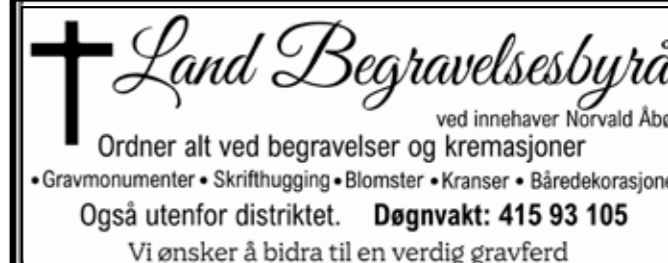 Land Begravelsesbyrå
ved innehaver Norvald Åbø
Ordner alt ved begravelser og kremasjoner
• Gravmonumenter • Skrifthugging • Blomster • Kranser • Båredekorasjone
Også utenfor distriktet. Døgnvakt: 415 93 105
Vi ønsker å bidra til en verdig gravferd